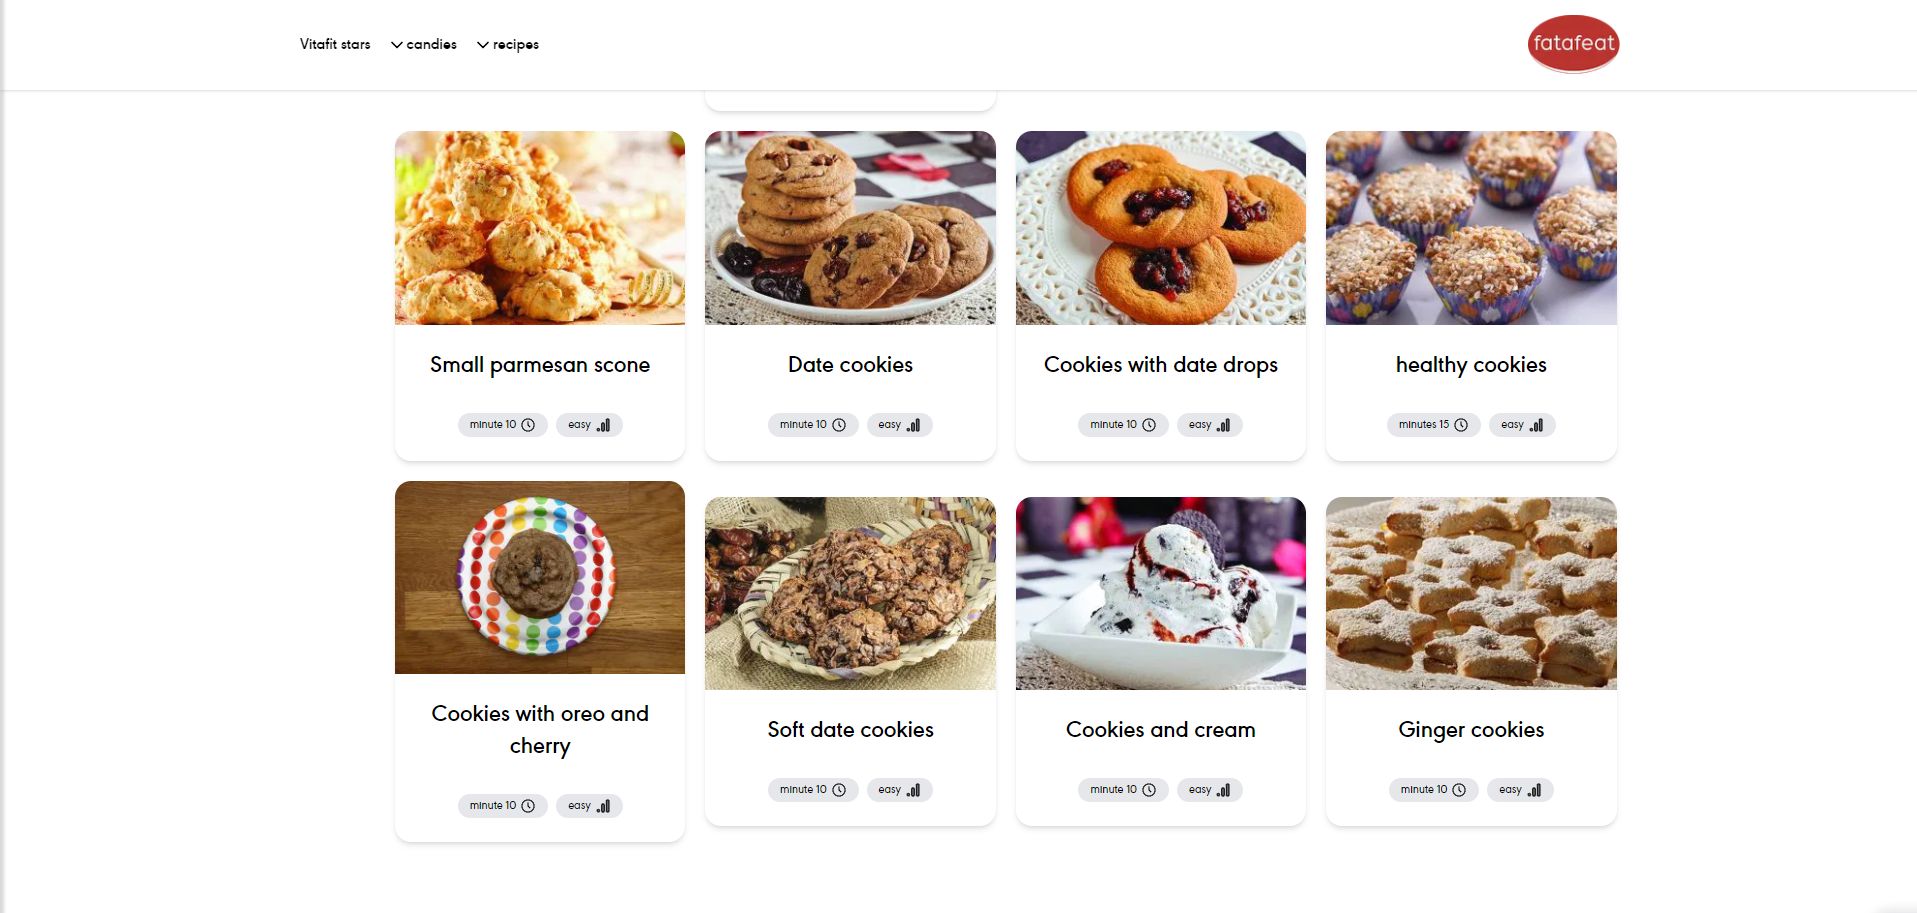 Vitafit stars
candies
recipes
fatafeat
Small parmesan scone
minute 10
easy
Date cookies
minute 10
easy
Cookies with date drops
minute 10
easy
healthy cookies
minutes 15
easy
Cookies with oreo and
cherry
minute 10
easy
Soft date cookies
minute 10
easy
Cookies and cream
minute 10
easy
Ginger cookies
minute 10
easy